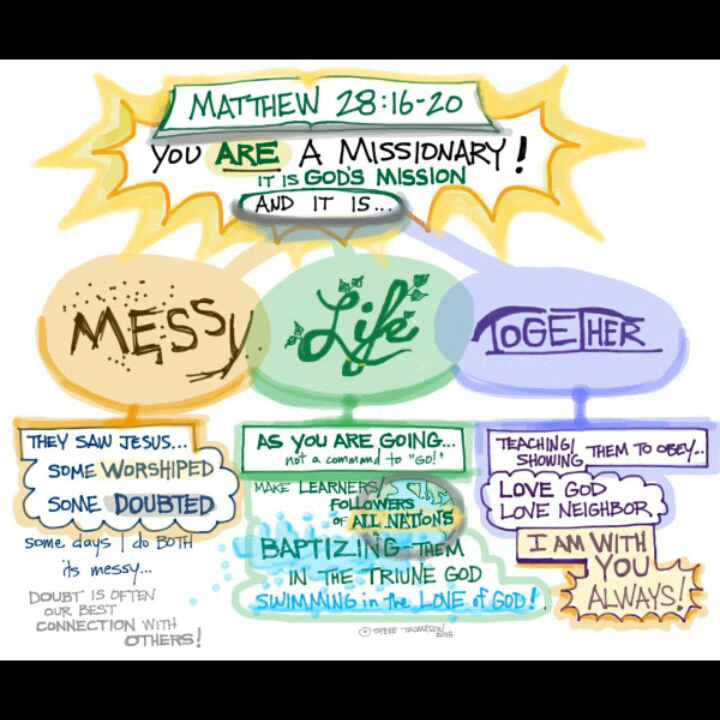 MATTHEW 28:16-20
YOU ARE A MISSIONARY!
IT IS GOD'S MISSION
AND IT IS...
MESSY
Life
TOGETHER
THEY SAW JESUS...
SOME WORSHIPED
SOME DOUBTED
some days I do BOTH
its messy...
DOUBT IS OFTEN
OUR BEST
CONNECTION WITH
OTHERS!
AS YOU ARE GOING...
not a command to "GO!"
MAKE LEARNERS/
FOLLOWERS
OF ALL NATIONS
BAPTIZING THEM
IN THE TRIUNE GOD
SWIMMING in the LOVE of GOD!
© STEVE THOMPSON
2015
TEACHING/
SHOWING THEM TO OBEY..
LOVE GOD
LOVE NEIGHBOR
I AM WITH
YOU
ALWAYS!